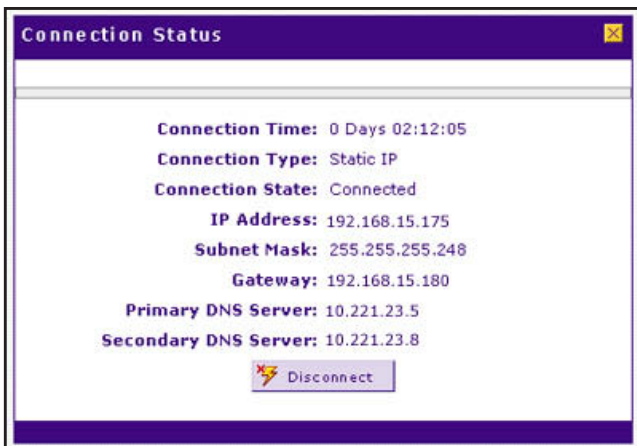 Connection Status
Connection Time: 0 Days 02:12:05
Connection Type: Static IP
Connection State: Connected
IP Address: 192.168.15.175
Subnet Mask: 255.255.255.248
Gateway: 192.168.15.180
Primary DNS Server: 10.221.23.5
Secondary DNS Server: 10.221.23.8
Disconnect